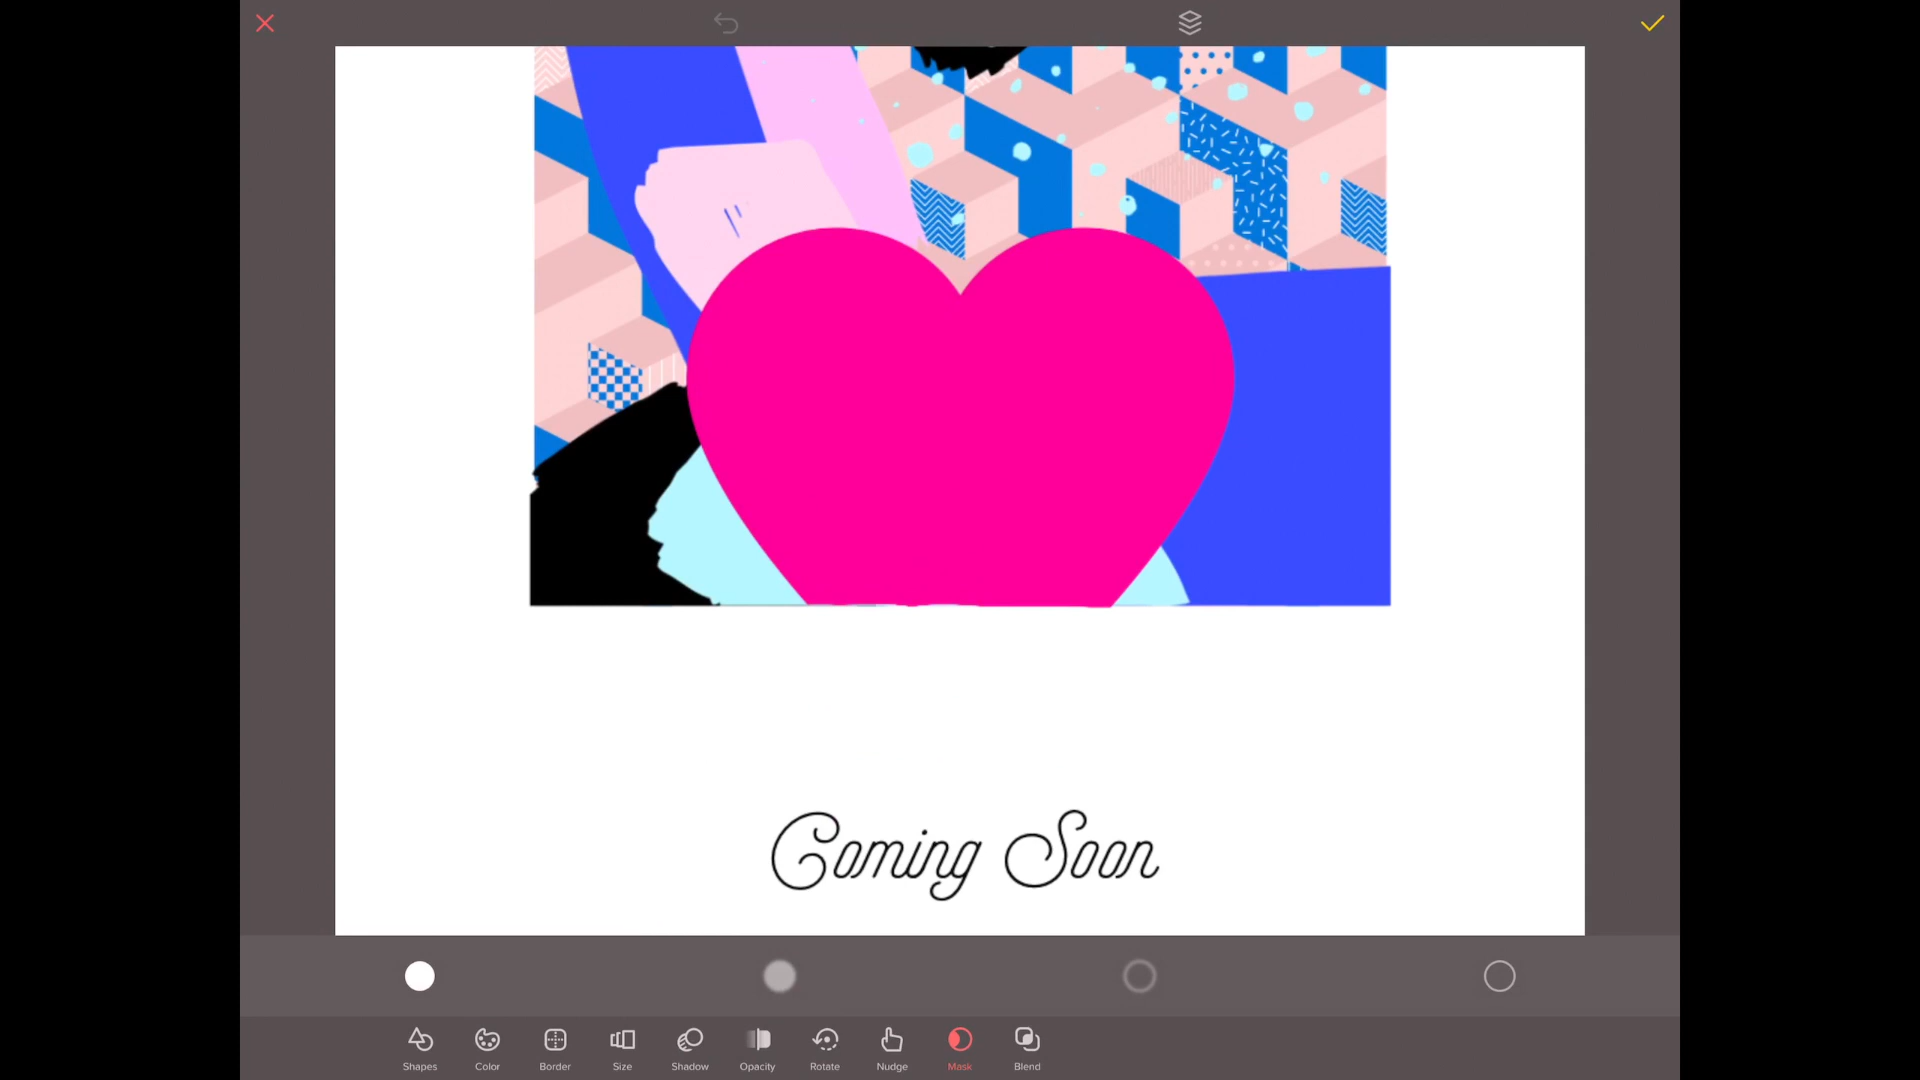 Coming Soon
Shapes
Color
Border
Size
Shadow
Opacity
Rotate
Nudge
Mask
Blend